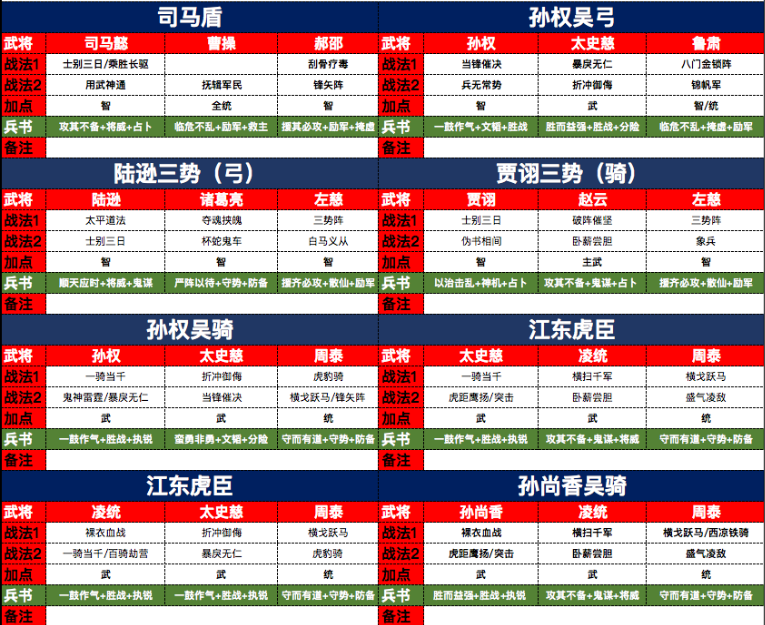 司马盾 孙权吴弓
武将 司马懿 曹操 郝邵 武将 孙权 太史慈 鲁肃
战法1 士别三日/乘胜长驱 刮骨疗毒 战法1 当锋催决 暴戾无仁 八门金锁阵
战法2 用武神通 抚辑军民 锋矢阵 战法2 兵无常势 折冲御侮 锦帆军
加点 智 全统 智 加点 智 武 智/统
兵书 攻其不备+将威+占卜 临危不乱+励军+救主 援其必攻+励军+掩虚 兵书 一鼓作气+文韬+胜战 胜而益强+胜战+分险 临危不乱+掩虚+励军
备注 备注
陆逊三势（弓） 贾诩三势（骑）
武将 陆逊 诸葛亮 左慈 武将 贾诩 赵云 左慈
战法1 太平道法 夺魂挟魄 三势阵 战法1 士别三日 破阵催坚 三势阵
战法2 士别三日 杯蛇鬼车 白马义从 战法2 伪书相间 卧薪尝胆 象兵
加点 智 智 智 加点 智 主武 智
兵书 顺天应时+将威+鬼谋 严阵以待+守势+防备 援齐必攻+散仙+励军 兵书 以治击乱+神机+占卜 攻其不备+鬼谋+占卜 援齐必攻+散仙+励军
备注 备注
孙权吴骑 江东虎臣
武将 孙权 太史慈 周泰 武将 太史慈 凌统 周泰
战法1 一骑当千 折冲御侮 虎豹骑 战法1 一骑当千 横扫千军 横戈跃马
战法2 鬼神霆霆/暴戾无仁 当锋催决 横戈跃马/锋矢阵 战法2 虎距鹰扬/突击 卧薪尝胆 盛气凌敌
加点 武 武 统 加点 武 武 统
兵书 一鼓作气+胜战+执锐 蛮勇非勇+文韬+分险 守而有道+守势+防备 兵书 一鼓作气+胜战+执锐 攻其不备+鬼谋+将威 守而有道+守势+防备
备注 备注
江东虎臣 孙尚香吴骑
武将 凌统 太史慈 周泰 武将 孙尚香 凌统 周泰
战法1 裸衣血战 折冲御侮 横戈跃马 战法1 裸衣血战 横扫千军 横戈跃马/西凉铁骑
战法2 一骑当千/百骑劫营 暴戾无仁 虎豹骑 战法2 虎距鹰扬/突击 卧薪尝胆 盛气凌敌
加点 武 武 统 加点 武 武 统
兵书 一鼓作气+胜战+执锐 一鼓作气+胜战+执锐 守而有道+守势+防备 兵书 胜而益强+胜战+执锐 攻其不备+鬼谋+将威 守而有道+守势+防备
备注 备注